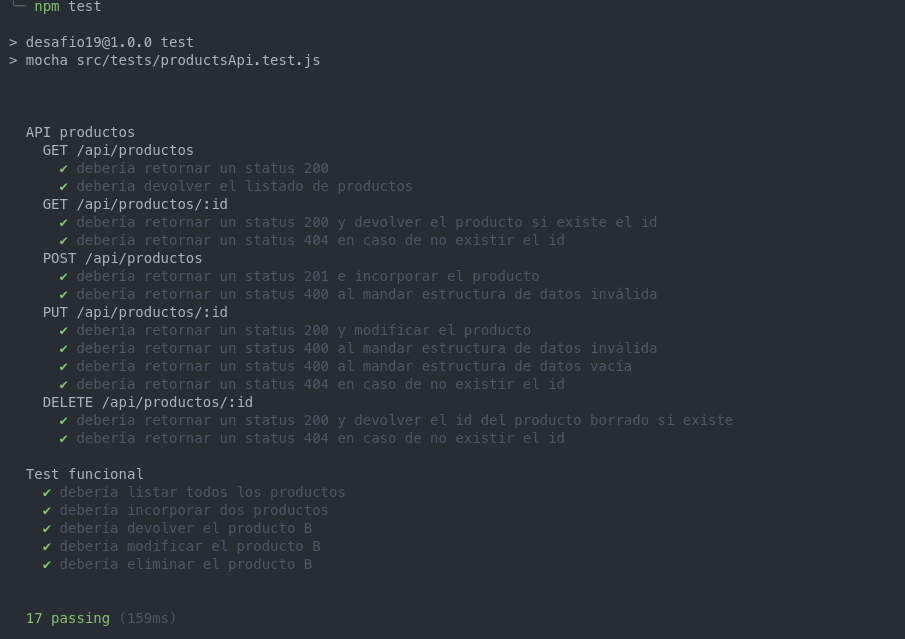 npm test
> desafio19@1.0.0 test
> mocha src/tests/productsApi.test.js
API productos
GET /api/productos
✔ debería retornar un status 200
✔ debería devolver el listado de productos
GET /api/productos/:id
✔ debería retornar un status 200 y devolver el producto si existe el id
✔ debería retornar un status 404 en caso de no existir el id
POST /api/productos
✔ debería retornar un status 201 e incorporar el producto
✔ debería retornar un status 400 al mandar estructura de datos inválida
PUT /api/productos/:id
✔ debería retornar un status 200 y modificar el producto
✔ debería retornar un status 400 al mandar estructura de datos inválida
✔ debería retornar un status 400 al mandar estructura de datos vacía
✔ debería retornar un status 404 en caso de no existir el id
DELETE /api/productos/:id
✔ debería retornar un status 200 y devolver el id del producto borrado si existe
✔ debería retornar un status 404 en caso de no existir el id
Test funcional
✔ debería listar todos los productos
✔ debería incorporar dos productos
✔ debería devolver el producto B
✔ debería modificar el producto B
✔ debería eliminar el producto B
17 passing (159ms)